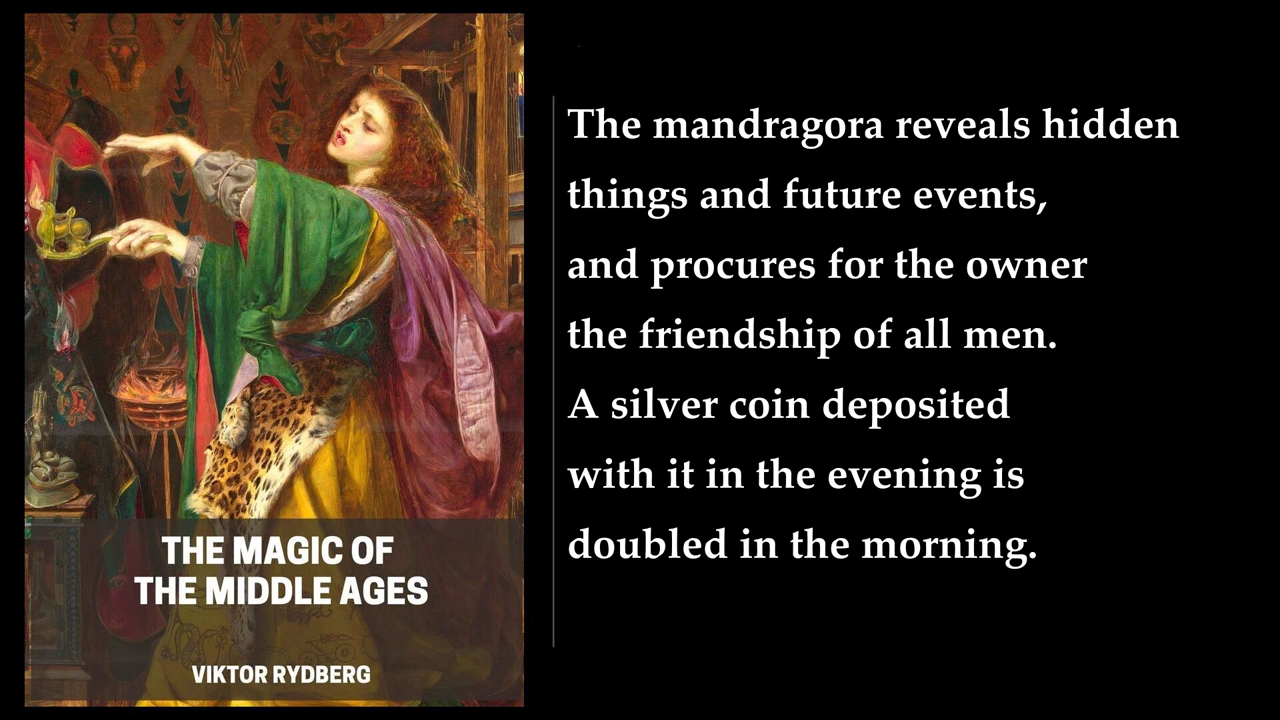 THE MAGIC OF
THE MIDDLE AGES
VIKTOR RYDBERG
The mandragora reveals hidden
things and future events,
and procures for the owner
the friendship of all men.
A silver coin deposited
with it in the evening is
doubled in the morning.